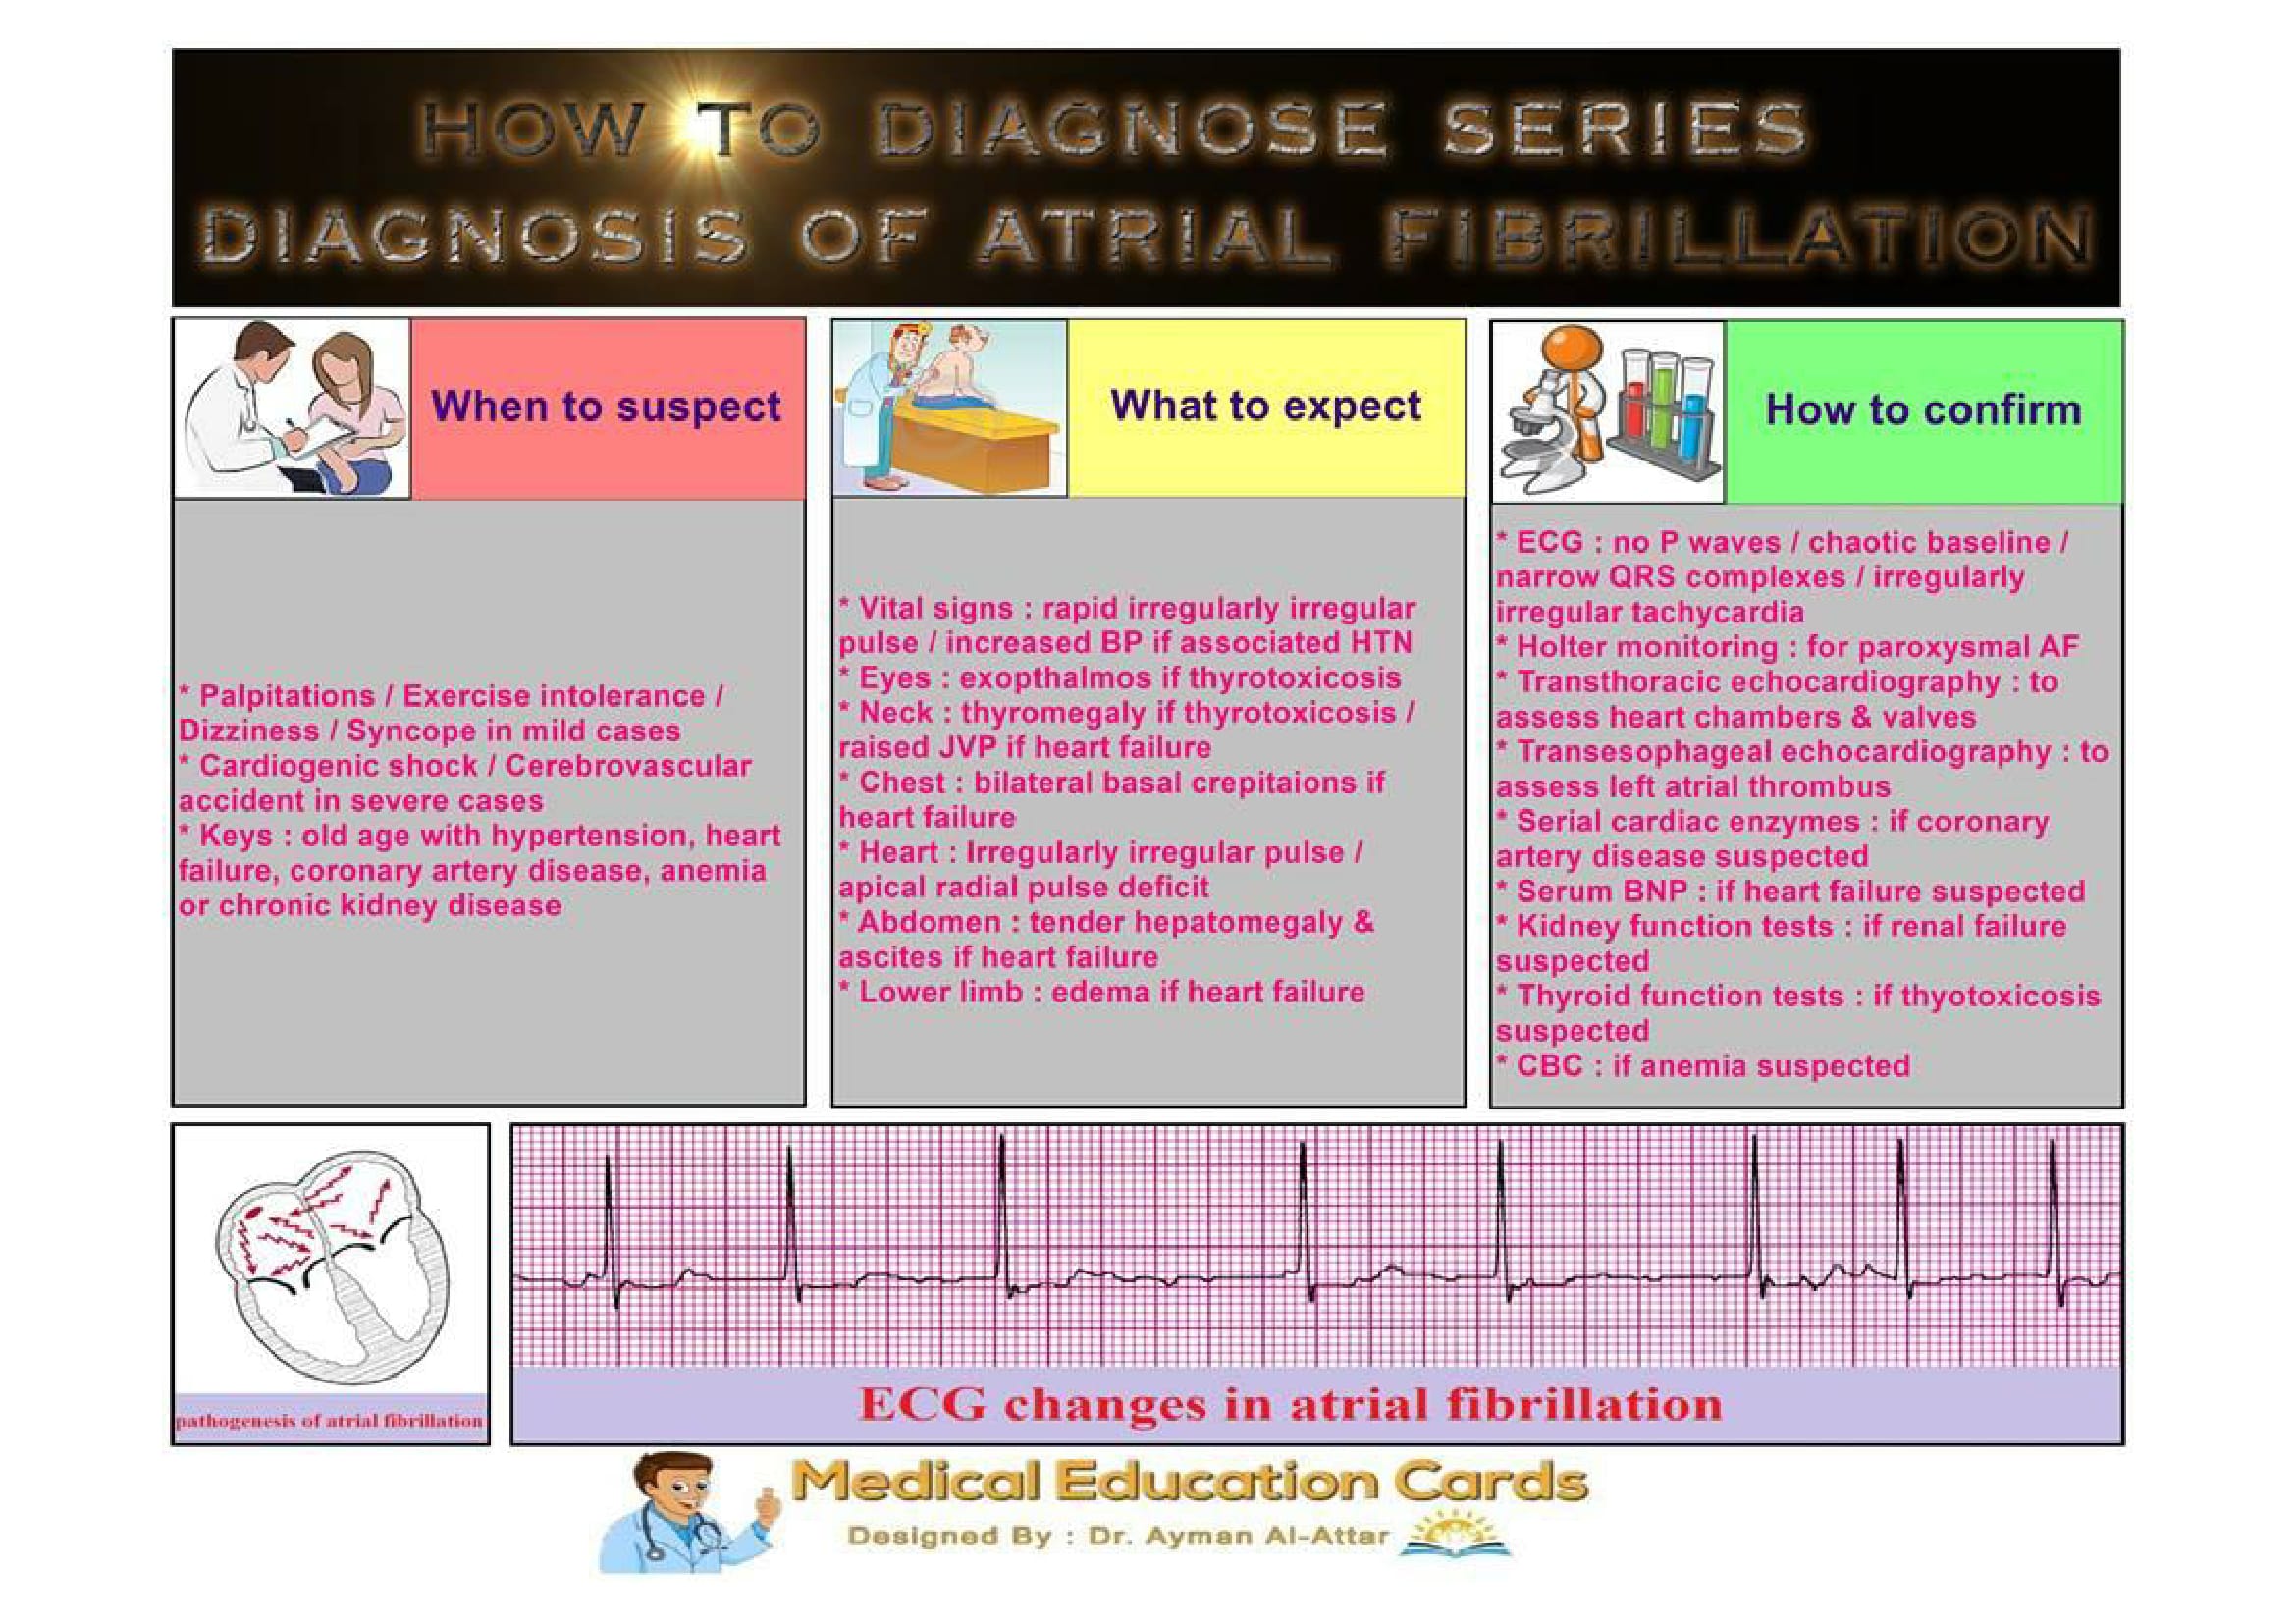 HOW TO DIAGNOSE SERIES
DIAGNOSIS OF ATRIAL FIBRILLATION
When to suspect
* Palpitations / Exercise intolerance /
Dizziness / Syncope in mild cases
* Cardiogenic shock / Cerebrovascular
accident in severe cases
* Keys : old age with hypertension, heart
failure, coronary artery disease, anemia
or chronic kidney disease
What to expect
* Vital signs : rapid irregularly irregular
pulse / increased BP if associated HTN
* Eyes : exopthalmos if thyrotoxicosis
* Neck : thyromegaly if thyrotoxicosis /
raised JVP if heart failure
* Chest : bilateral basal crepitaions if
heart failure
* Heart : Irregularly irregular pulse /
apical radial pulse deficit
* Abdomen : tender hepatomegaly &
ascites if heart failure
* Lower limb : edema if heart failure
How to confirm
* ECG : no P waves / chaotic baseline /
narrow QRS complexes / irregularly
irregular tachycardia
* Holter monitoring : for paroxysmal AF
* Transthoracic echocardiography : to
assess heart chambers & valves
* Transesophageal echocardiography : to
assess left atrial thrombus
* Serial cardiac enzymes : if coronary
artery disease suspected
* Serum BNP : if heart failure suspected
* Kidney function tests : if renal failure
suspected
* Thyroid function tests : if thyotoxicosis
suspected
* CBC : if anemia suspected
pathogenesis of atrial fibrillation
ECG changes in atrial fibrillation
Medical Education Cards
Designed By : Dr. Ayman Al-Attar